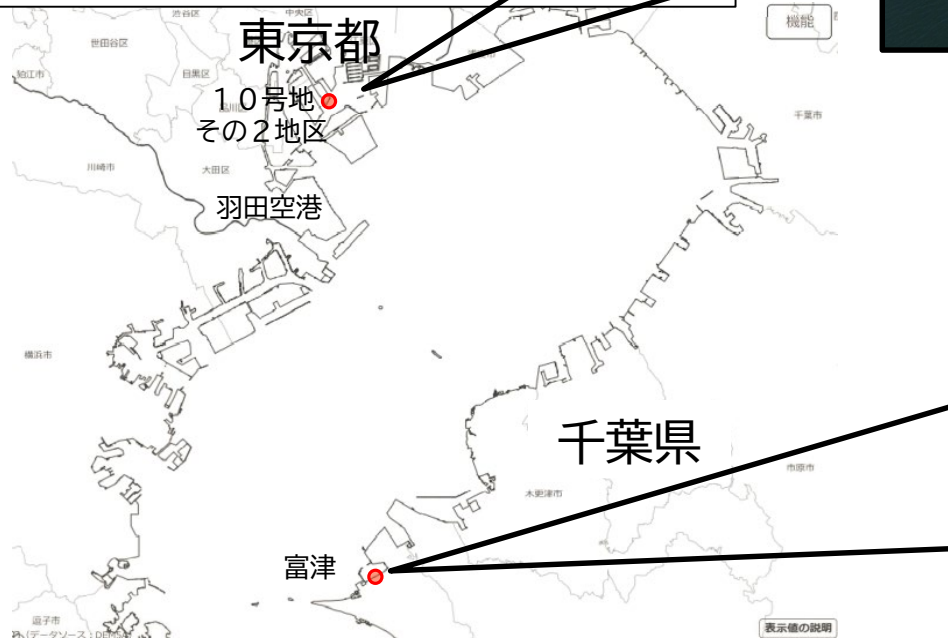 渋谷区
中央区
機能
世田谷区
東京都
狛江市
目黒区
10号地
品川区
その2地区
千葉市
川崎市
大田区
羽田空港
横浜市
千葉県
市原市
木更津市
富津
逗子市
表示値の説明